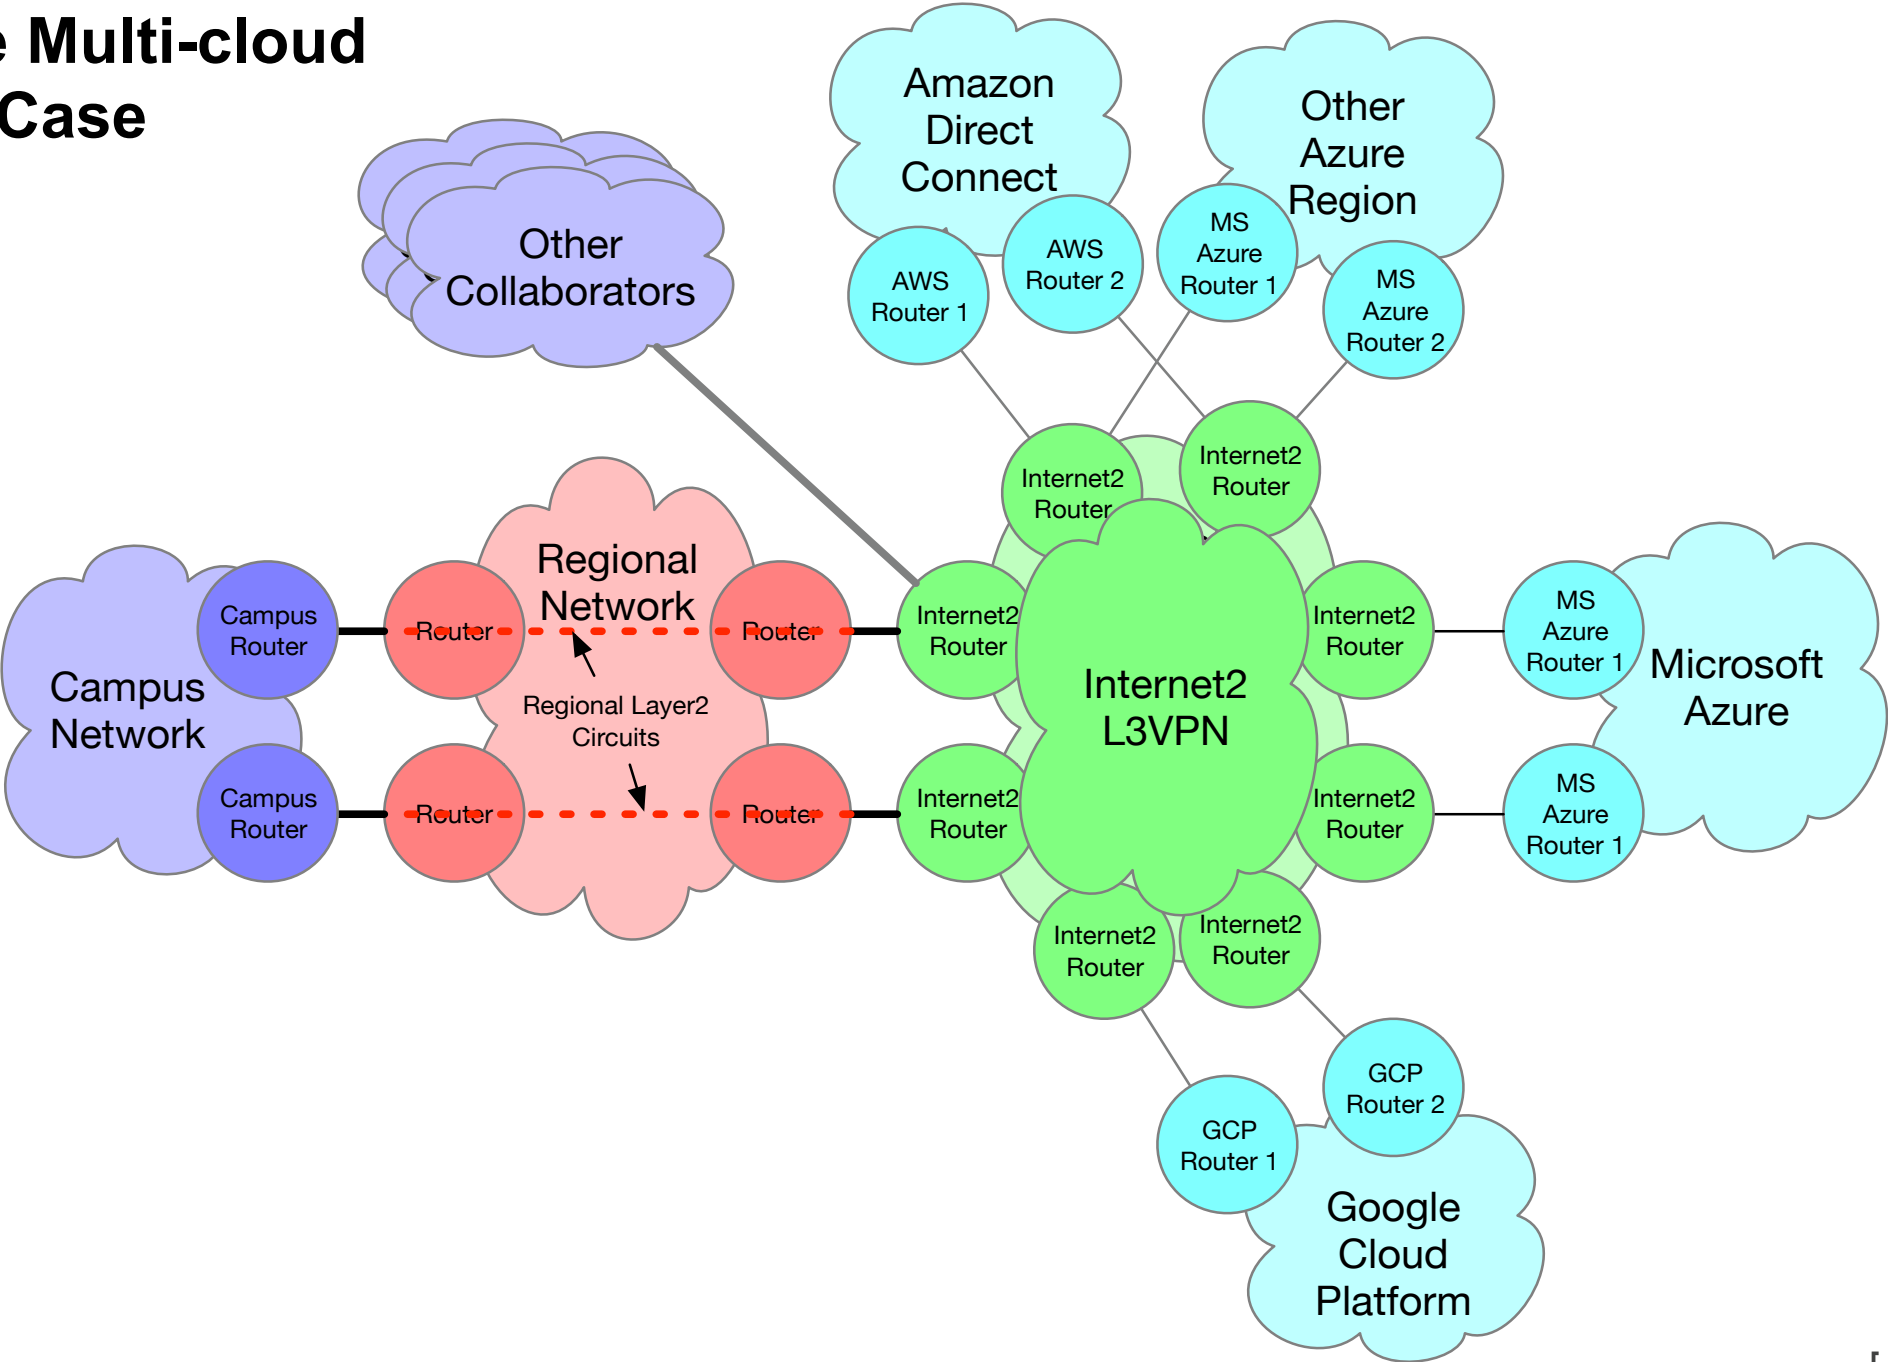 e Multi-cloud
Case
Amazon
Direct
Connect
Other
Azure
Region
Other
Collaborators
AWS
Router 1
AWS
Router 2
MS
Azure
Router 1
MS
Azure
Router 2
Internet2
Router
Internet2
Router
Regional
Network
Campus
Network
Campus
Router
Router
Router
Internet2
Router
Internet2
L3VPN
Internet2
Router
MS
Azure
Router 1
Microsoft
Azure
Regional Layer2
Circuits
Campus
Router
Router
Router
Internet2
Router
Internet2
Router
MS
Azure
Router 1
Internet2
Router
Internet2
Router
GCP
Router 1
GCP
Router 2
Google
Cloud
Platform